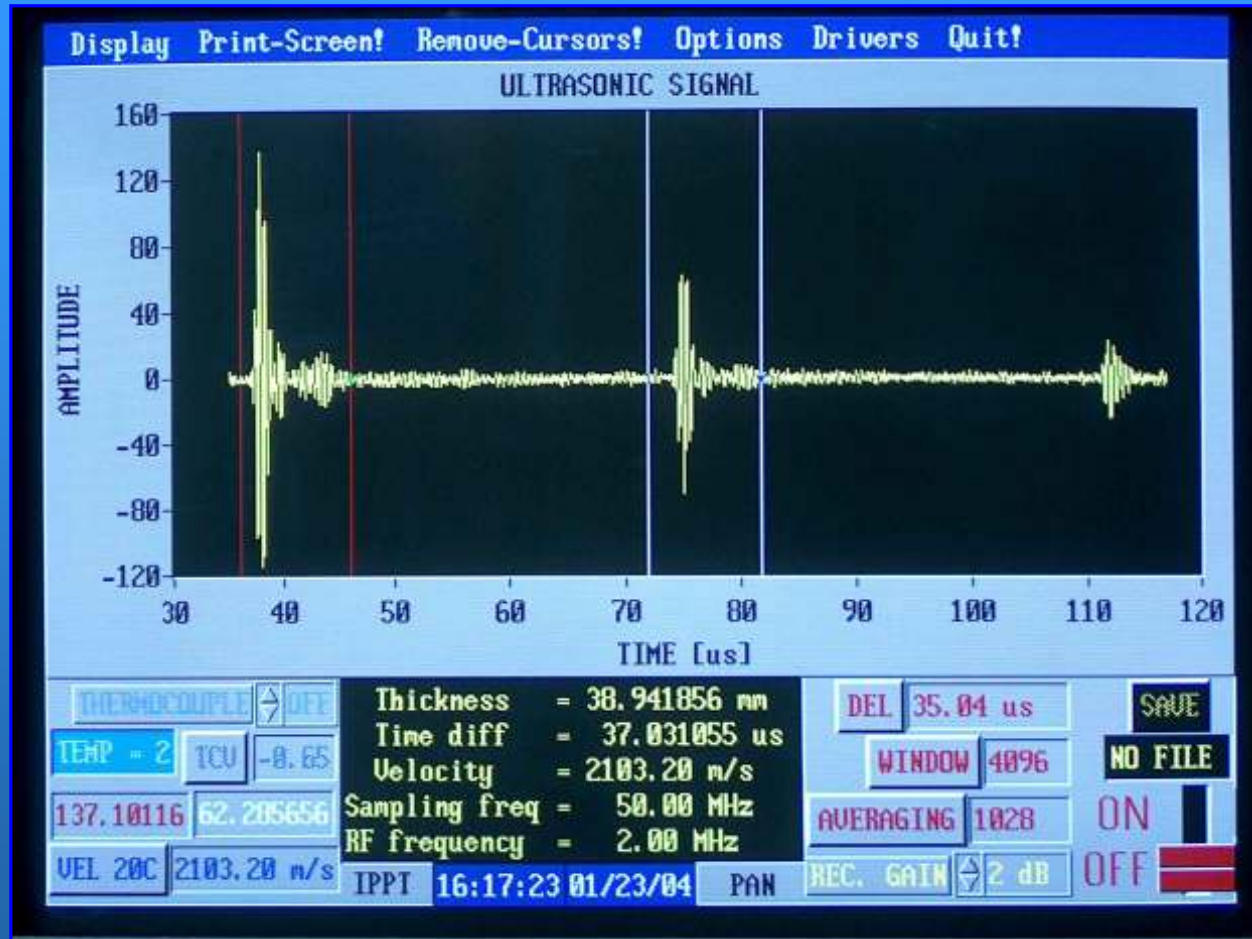 Display Print-Screen! Remove-Cursors! Options Drivers Quit!
ULTRASONIC SIGNAL
AMPLITUDE
160
120
80
40
0
-40
-80
-120
30 40 50 60 70 80 90 100 110 120
TIME [us]
THERMOCOUPLE OFF
TEMP = 2 TCV -0.65
137.10116 62.205656
VEL 20C 2103.20 m/s
Thickness = 38.941856 mm
Time diff = 37.031055 us
Velocity = 2103.20 m/s
Sampling freq = 50.00 MHz
RF frequency = 2.00 MHz
IPPT 16:17:23 01/23/04 PAN
DEL 35.04 us
WINDOW 4096
AVERAGING 1028
REC. GAIN 2 dB
SAVE
NO FILE
ON
OFF